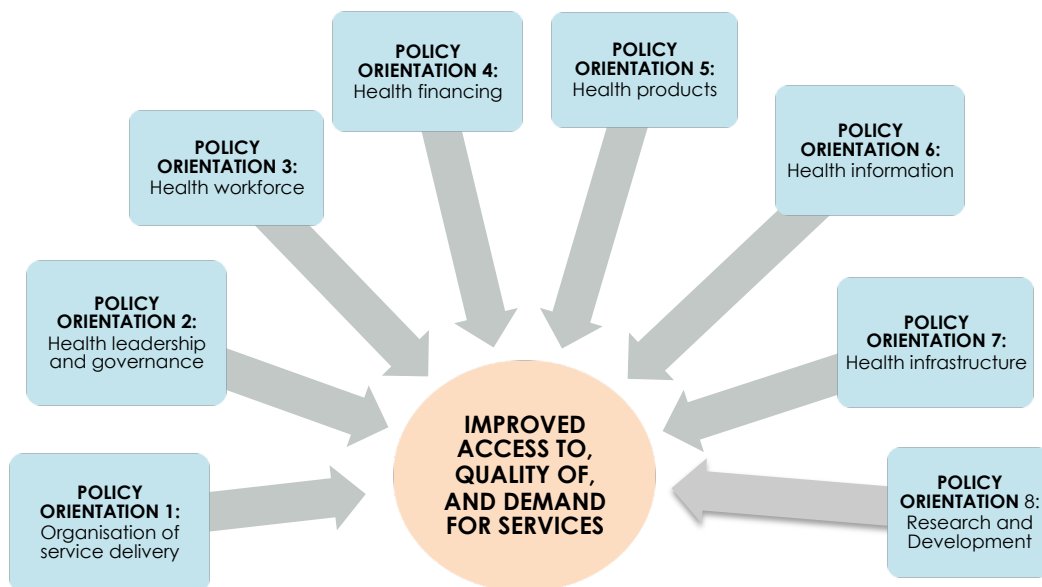 POLICY
ORIENTATION 1:
Organisation of
service delivery
POLICY
ORIENTATION 2:
Health leadership
and governance
POLICY
ORIENTATION 3:
Health workforce
POLICY
ORIENTATION 4:
Health financing
POLICY
ORIENTATION 5:
Health products
POLICY
ORIENTATION 6:
Health information
POLICY
ORIENTATION 7:
Health infrastructure
POLICY
ORIENTATION 8:
Research and
Development
IMPROVED
ACCESS TO,
QUALITY OF,
AND DEMAND
FOR SERVICES